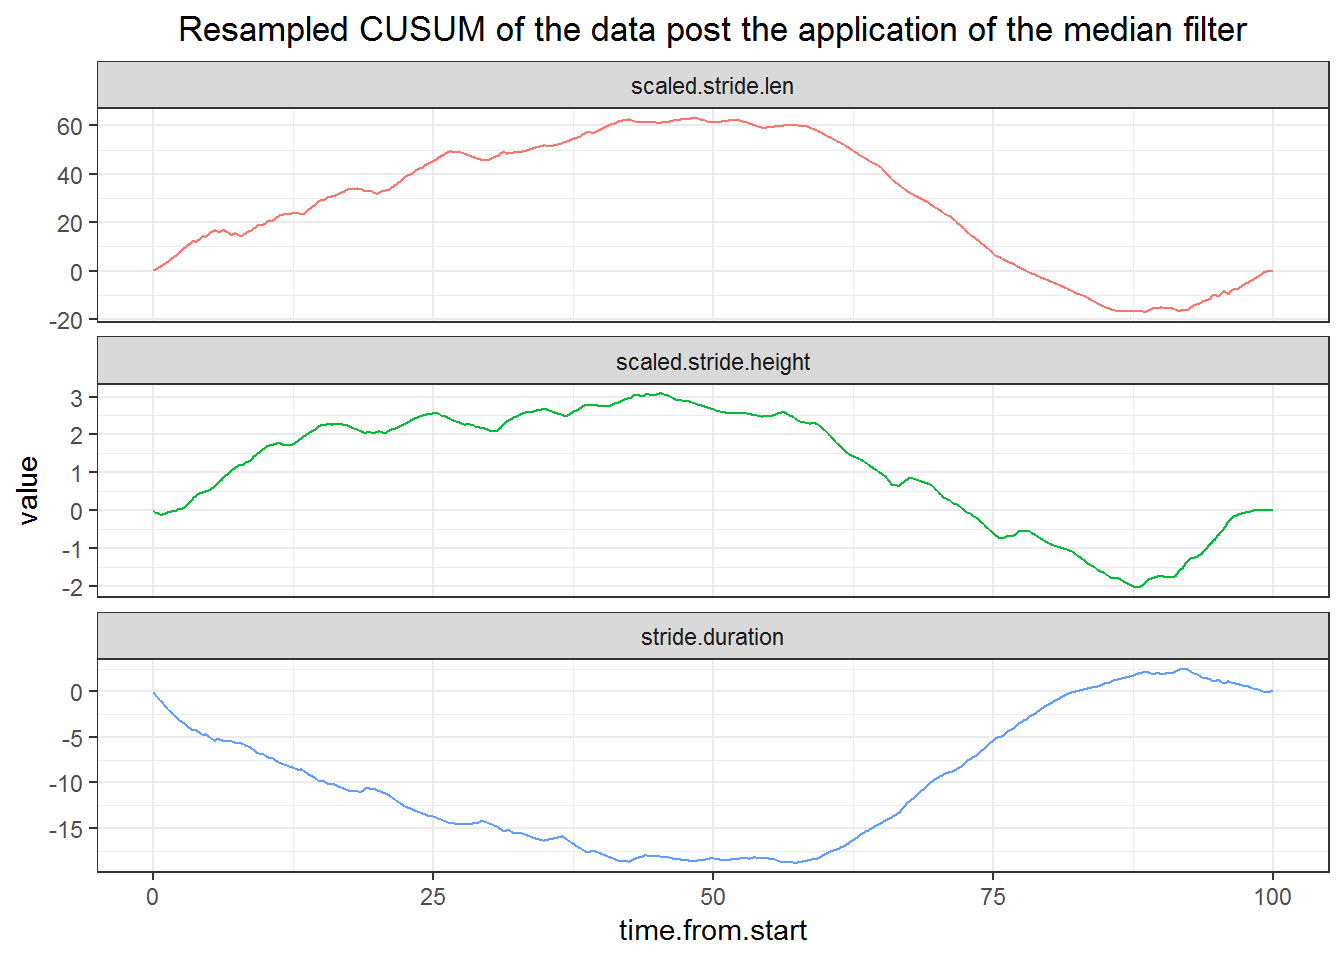 Resampled CUSUM of the data post the application of the median filter
scaled.stride.len
60
40
20
0
-20
scaled.stride.height
3
2
1
0
-1
-2
value
stride.duration
0
-5
-10
-15
0 25 50 75 100
time.from.start